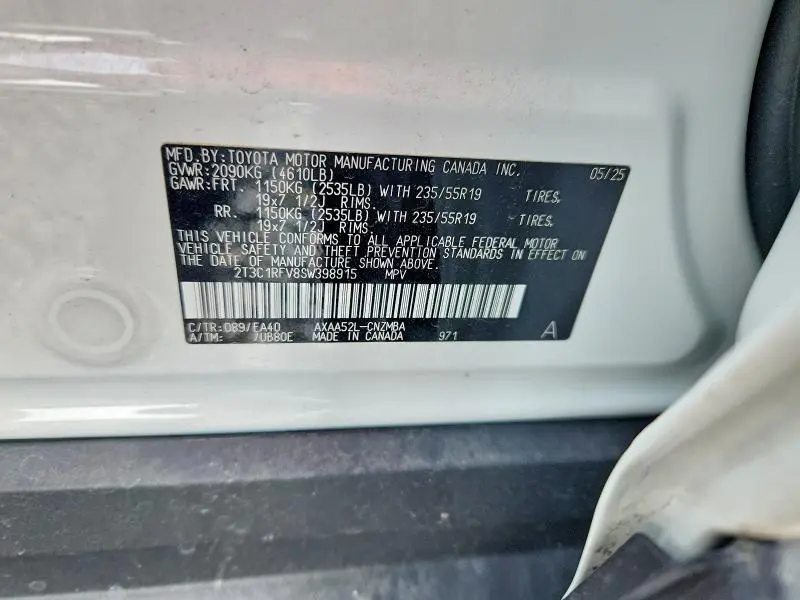 MFD.BY:TOYOTA MOTOR MANUFACTURING CANADA INC. 05/25
GVWR:2090KG (4610LB)
GAWR:FRT. 1150KG (2535LB) WITH 235/55R19 TIRES,
19x7 1/2J RIMS.
RR. 1150KG (2535LB) WITH 235/55R19 TIRES,
19x7 1/2J RIMS.
THIS VEHICLE CONFORMS TO ALL APPLICABLE FEDERAL MOTOR
VEHICLE SAFETY AND THEFT PREVENTION STANDARDS IN EFFECT ON
THE DATE OF MANUFACTURE SHOWN ABOVE.
2T3C1RFV8SW398915 MPV
C/TR:089/EA40 AXAA52L-CNZMBA
A/TM: /UB80E MADE IN CANADA 971 A